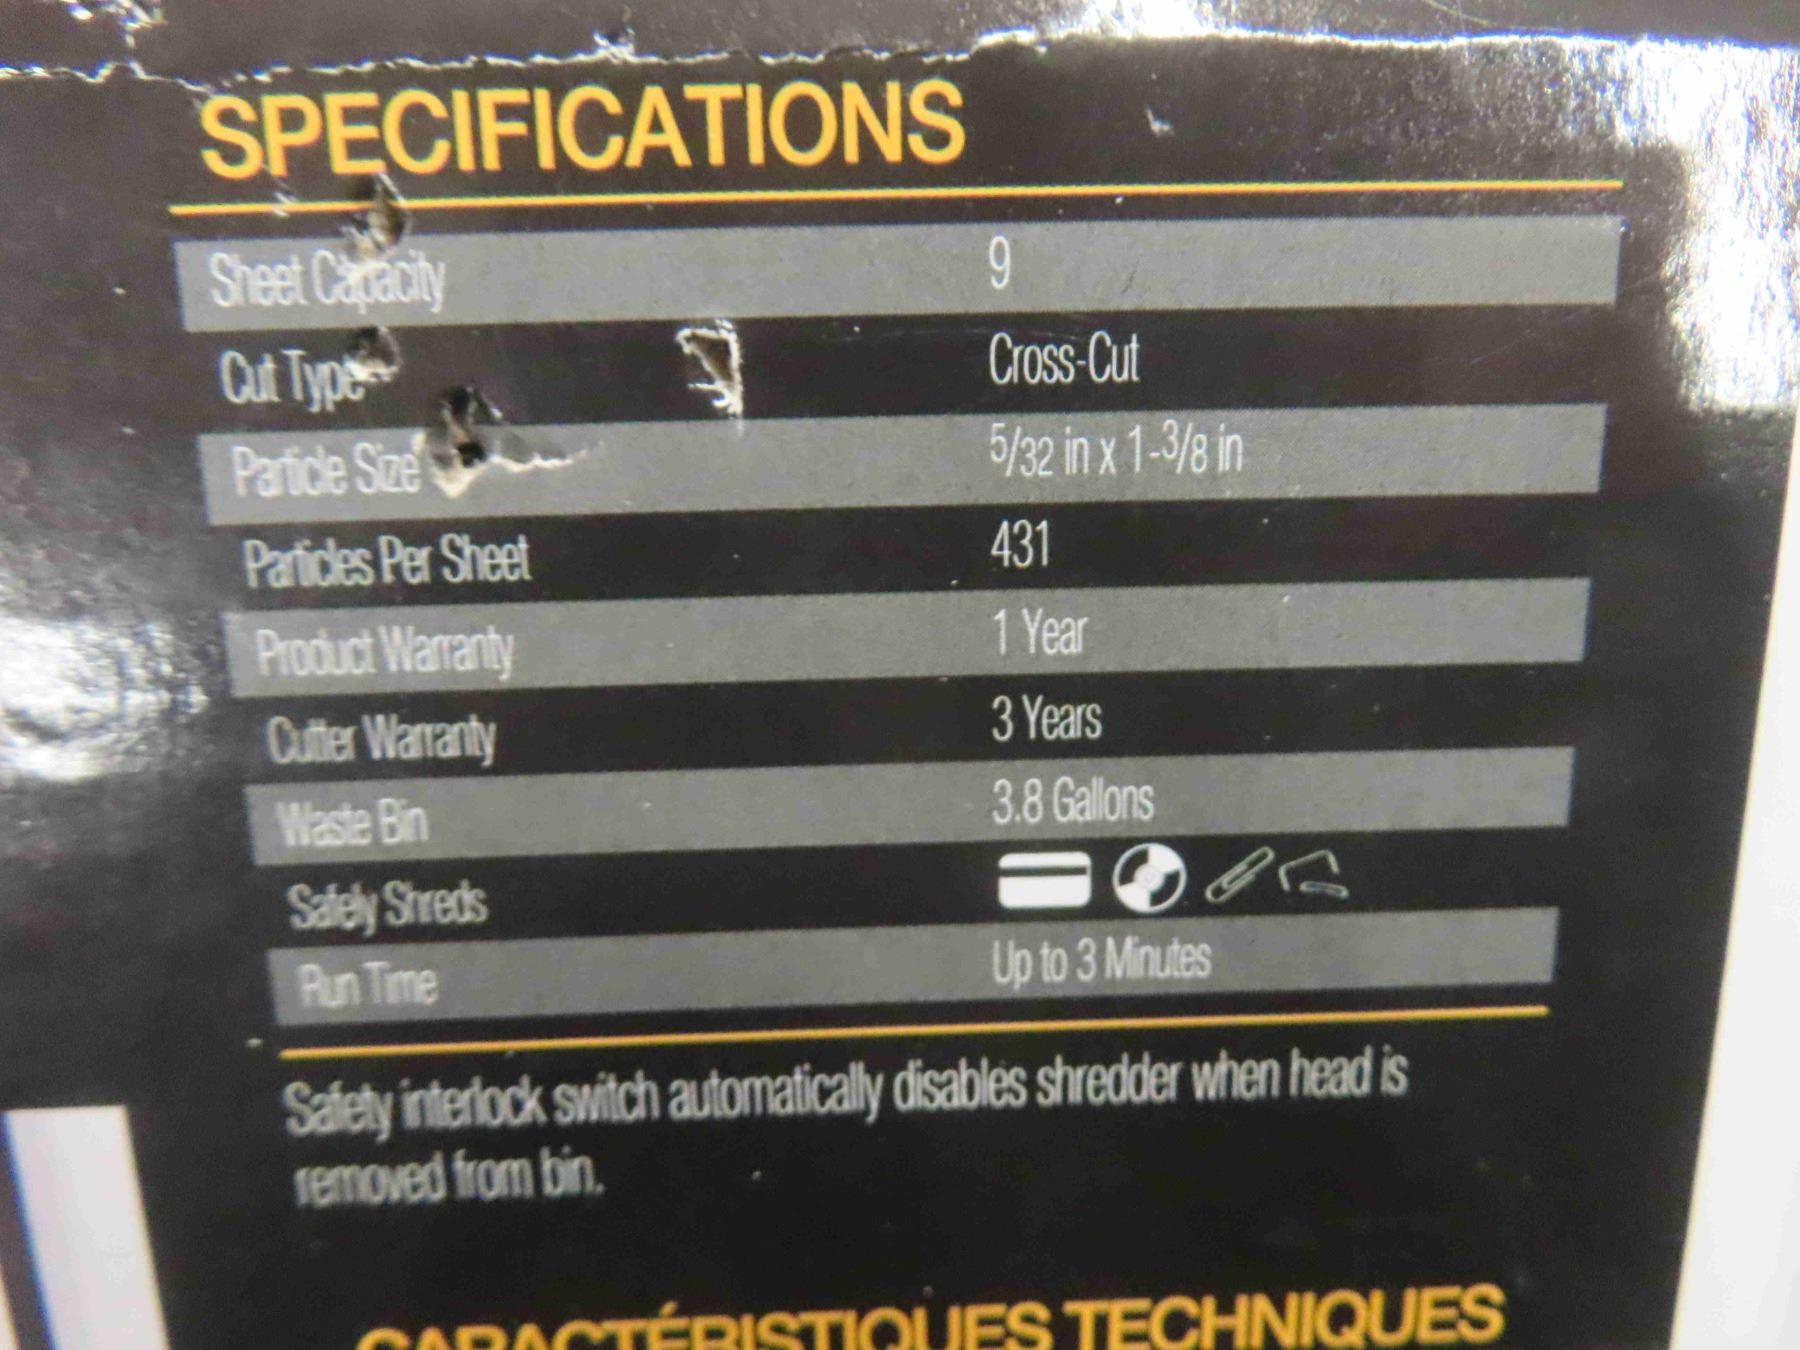 SPECIFICATIONS
Sheet Capacity 9
Cut Type Cross-Cut
Particle Size 5/32 in x 1-3/8 in
Particles Per Sheet 431
Product Warranty 1 Year
Cutter Warranty 3 Years
Waste Bin 3.8 Gallons
Safely Shreds
Run Time Up to 3 Minutes
Safety interlock switch automatically disables shredder when head is
removed from bin.
CARACTÉRISTIQUES TECHNIQUES